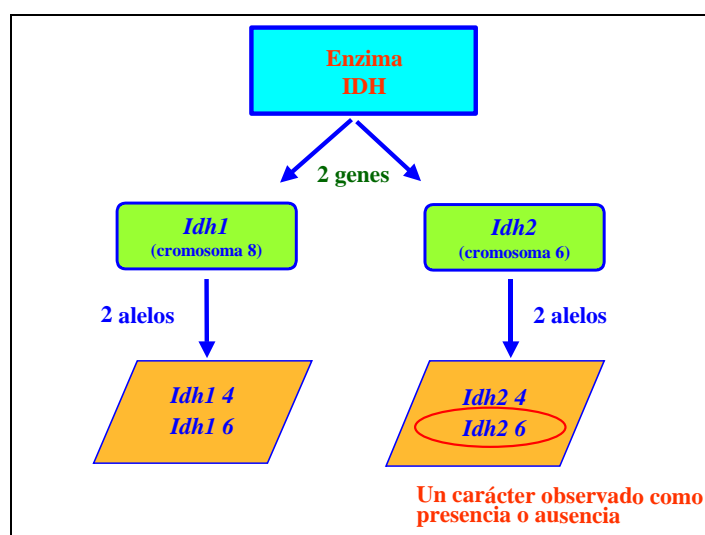 Enzima
IDH
2 genes
Idh1
(cromosoma 8)
Idh2
(cromosoma 6)
2 alelos
2 alelos
Idh1 4
Idh1 6
Idh2 4
Idh2 6
Un carácter observado como
presencia o ausencia